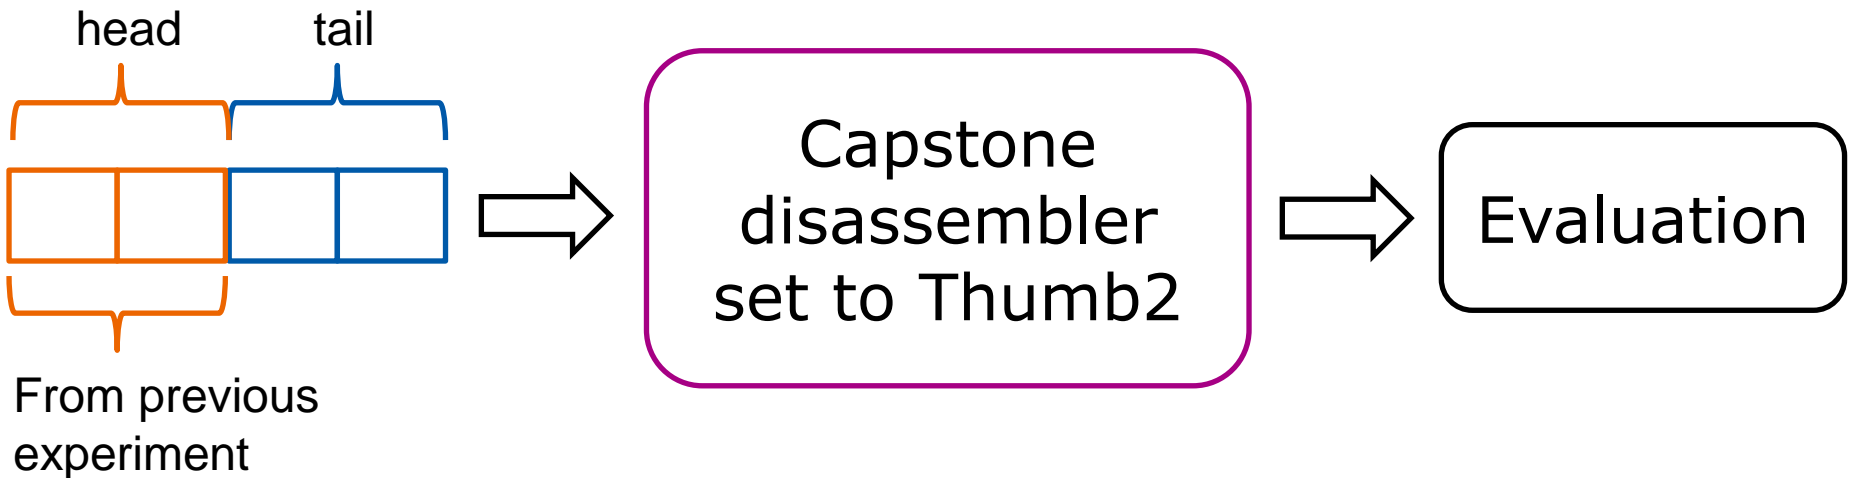 head
tail
Capstone
disassembler
set to Thumb2
Evaluation
From previous
experiment